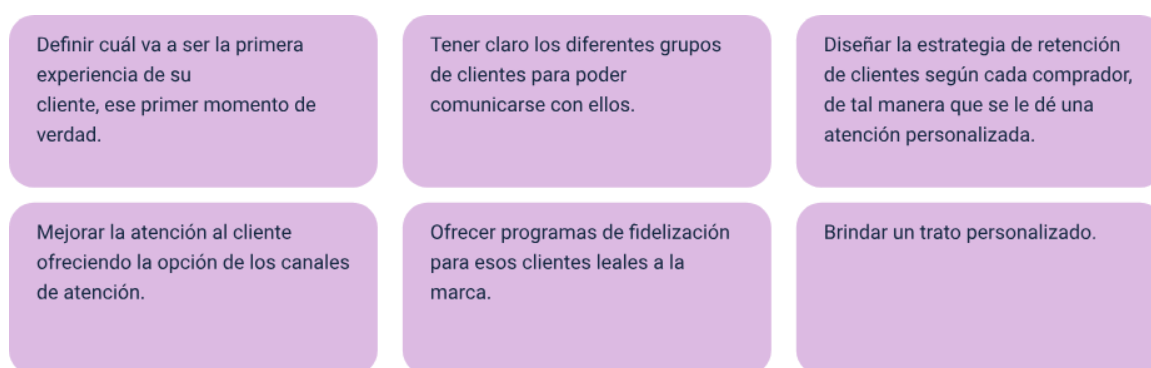 Definir cuál va a ser la primera
experiencia de su
cliente, ese primer momento de
verdad.
Tener claro los diferentes grupos
de clientes para poder
comunicarse con ellos.
Diseñar la estrategia de retención
de clientes según cada comprador,
de tal manera que se le dé una
atención personalizada.
Mejorar la atención al cliente
ofreciendo la opción de los canales
de atención.
Ofrecer programas de fidelización
para esos clientes leales a la
marca.
Brindar un trato personalizado.